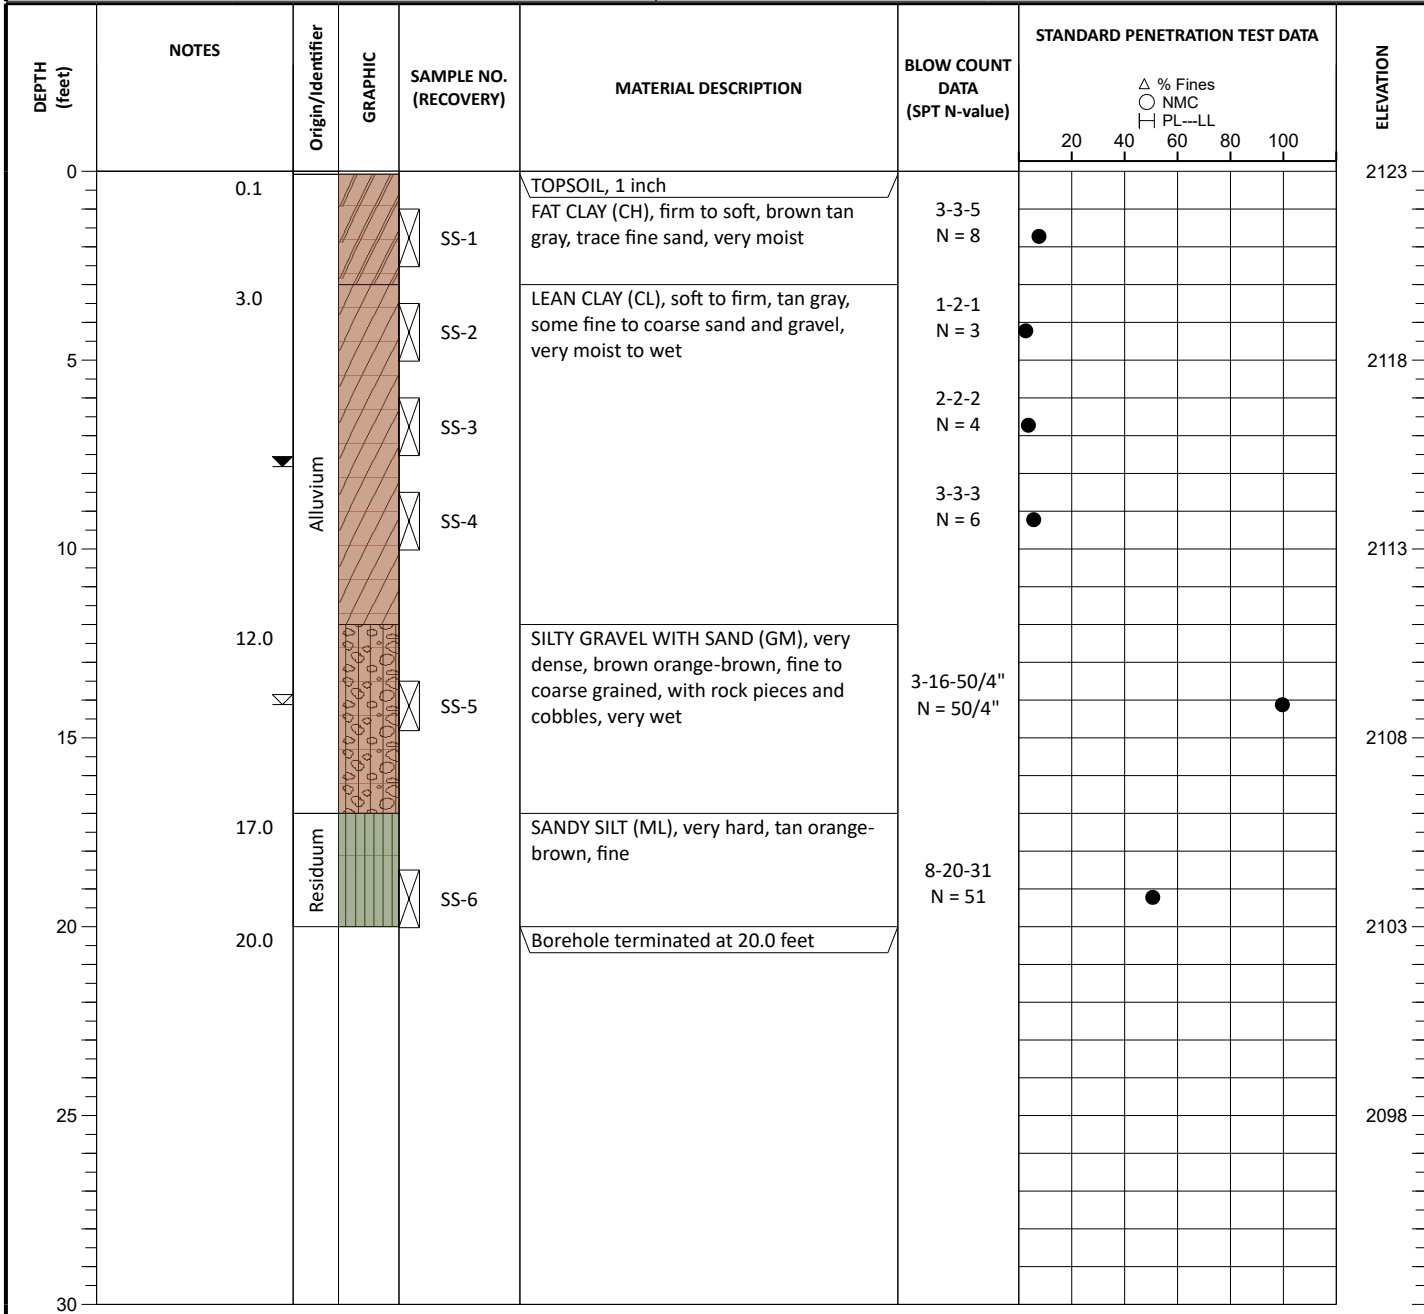 DEPTH
(feet)
NOTES
Origin/Identifier
GRAPHIC
SAMPLE NO.
(RECOVERY)
MATERIAL DESCRIPTION
BLOW COUNT
DATA
(SPT N-value)
STANDARD PENETRATION TEST DATA
△ % Fines
○ NMC
PL---LL
20 40 60 80 100
ELEVATION
0
0.1
TOPSOIL, 1 inch
2123
FAT CLAY (CH), firm to soft, brown tan
gray, trace fine sand, very moist
SS-1
3-3-5
N = 8
3.0
LEAN CLAY (CL), soft to firm, tan gray,
some fine to coarse sand and gravel,
very moist to wet
SS-2
1-2-1
N = 3
5
2118
SS-3
2-2-2
N = 4
Alluvium
SS-4
3-3-3
N = 6
10
2113
12.0
SILTY GRAVEL WITH SAND (GM), very
dense, brown orange-brown, fine to
coarse grained, with rock pieces and
cobbles, very wet
SS-5
3-16-50/4"
N = 50/4"
15
2108
17.0
Residuum
SANDY SILT (ML), very hard, tan orange-
brown, fine
SS-6
8-20-31
N = 51
20
2103
20.0
Borehole terminated at 20.0 feet
25
2098
30